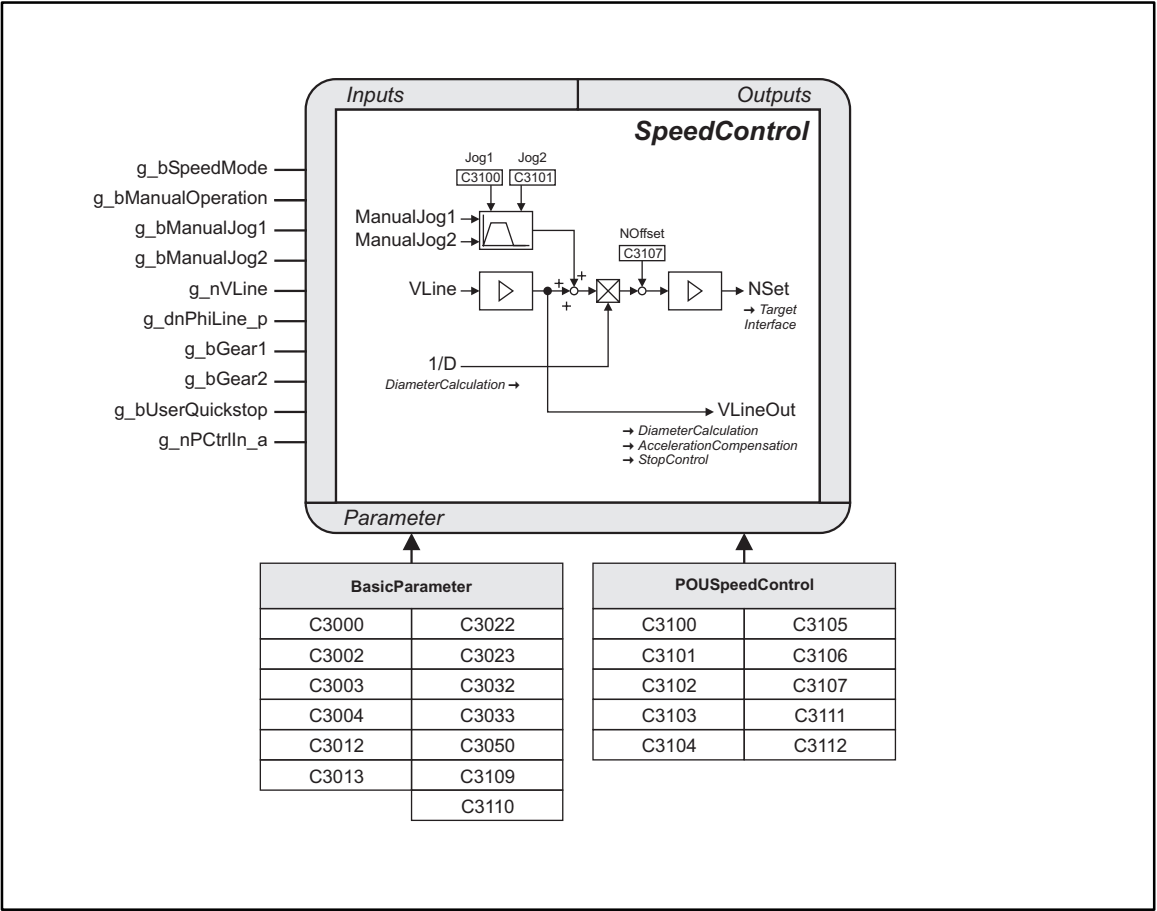 Inputs
Outputs
SpeedControl
g_bSpeedMode
g_bManualOperation
g_bManualJog1
g_bManualJog2
g_nVLine
g_dnPhiLine_p
g_bGear1
g_bGear2
g_bUserQuickstop
g_nPCtrlIn_a
Jog1 Jog2
C3100 C3101
ManualJog1
ManualJog2
NOffset
C3107
+
+
+
VLine
NSet
→ Target
Interface
1/D
DiameterCalculation →
VLineOut
→ DiameterCalculation
→ AccelerationCompensation
→ StopControl
Parameter
BasicParameter
C3000 C3022
C3002 C3023
C3003 C3032
C3004 C3033
C3012 C3050
C3013 C3109
C3110
POUSpeedControl
C3100 C3105
C3101 C3106
C3102 C3107
C3103 C3111
C3104 C3112